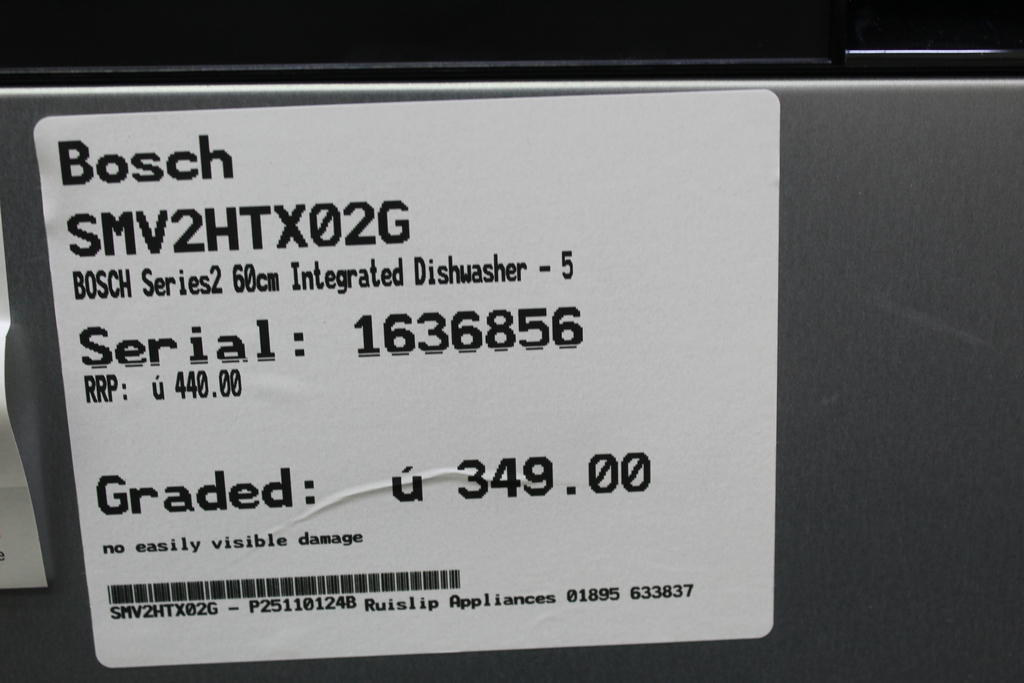 Bosch
SMV2HTX02G
BOSCH Series2 60cm Integrated Dishwasher - 5
Serial: 1636856
RRP: ú 440.00
Graded: ú 349.00
no easily visible damage
SMV2HTX02G - P25110124B Ruislip Appliances 01895 633837
e